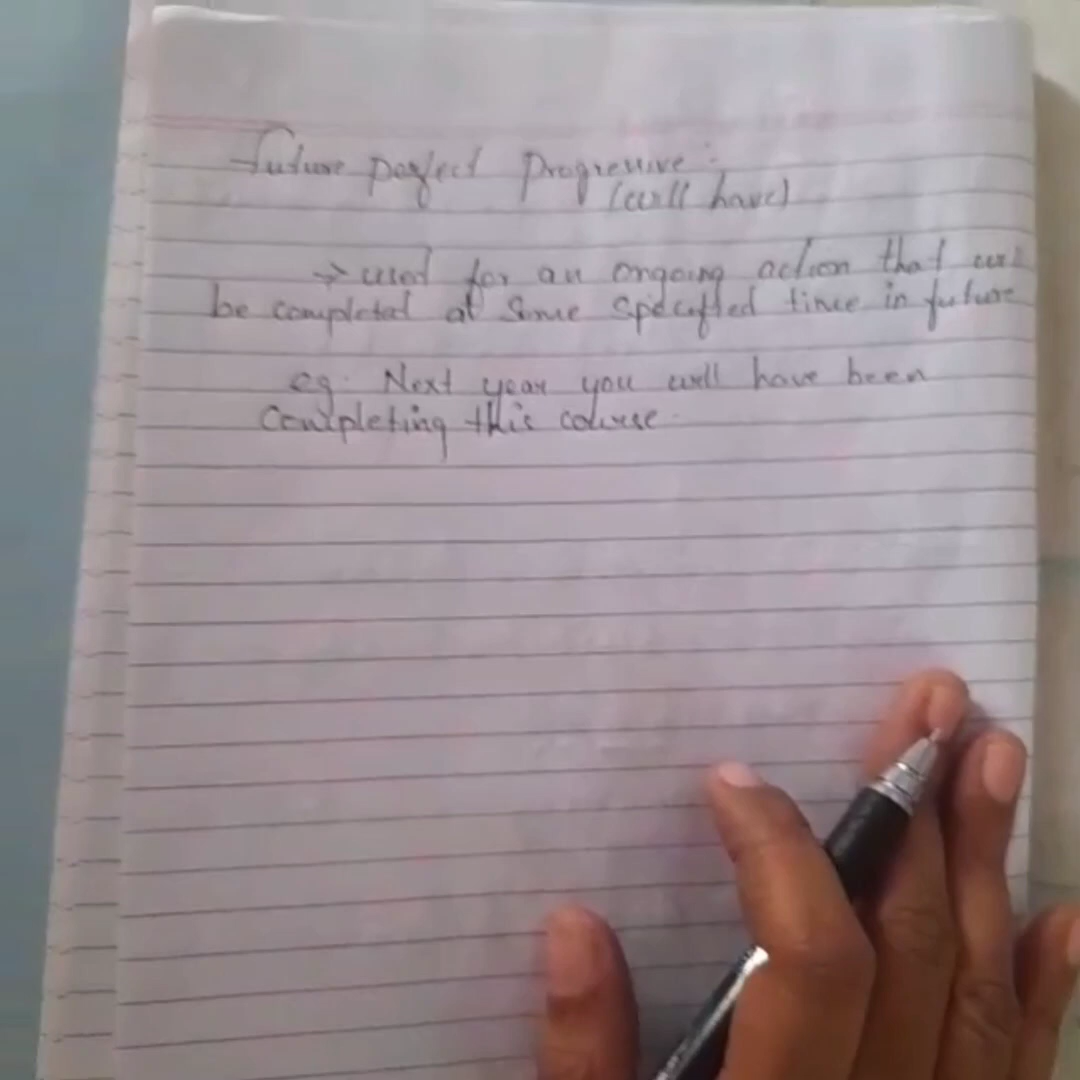 Future perfect Progressive :
(will have)
→ used for an ongoing action that will
be completed at some specified time in future
eg. Next year you will have been
completing this course.